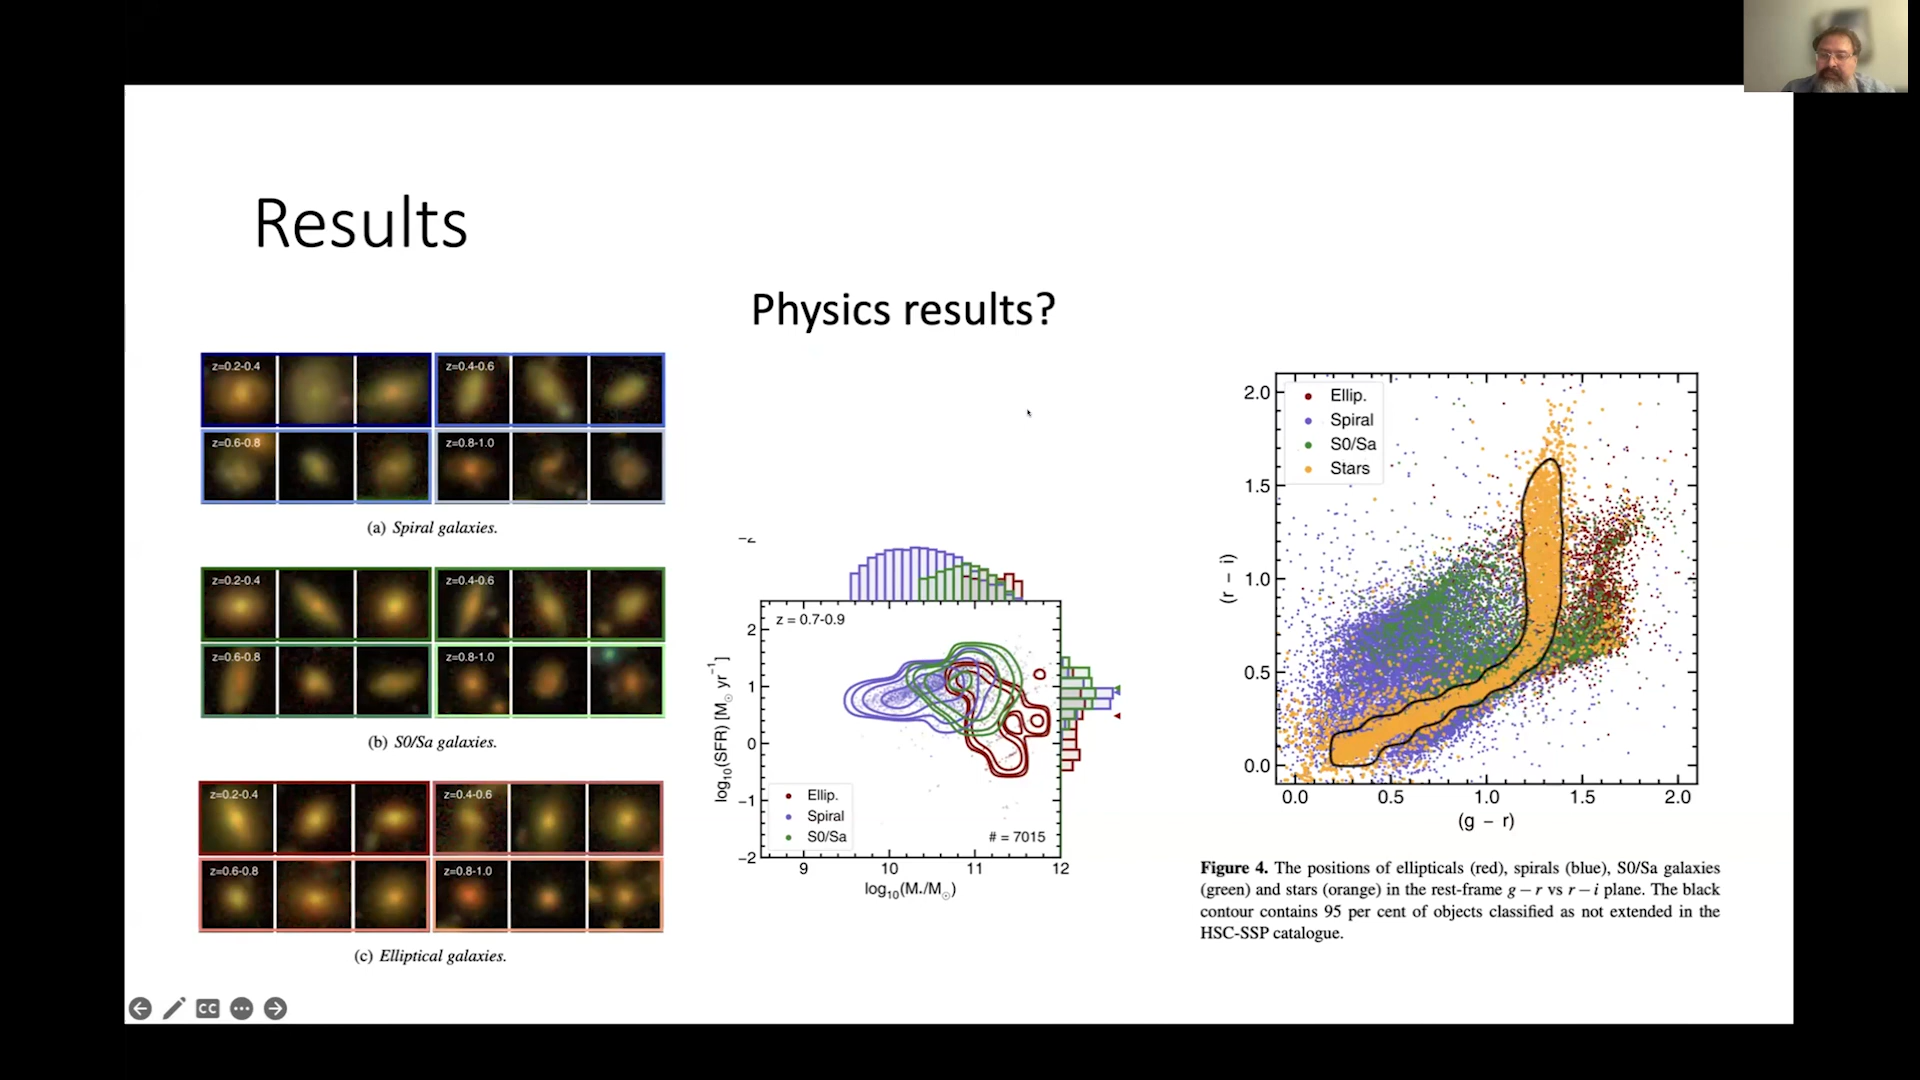 Results
Physics results?
z=0.2-0.4
z=0.4-0.6
z=0.6-0.8
z=0.8-1.0
(a) Spiral galaxies.
z=0.2-0.4
z=0.4-0.6
z=0.6-0.8
z=0.8-1.0
(b) S0/Sa galaxies.
z=0.2-0.4
z=0.4-0.6
z=0.6-0.8
z=0.8-1.0
(c) Elliptical galaxies.
z = 0.7-0.9
2
1
0
−1
−2
log10(SFR) [M⊙ yr−1]
Ellip.
Spiral
S0/Sa
# = 7015
9
10
11
12
log10(M⋆/M⊙)
Ellip.
Spiral
S0/Sa
Stars
2.0
1.5
1.0
0.5
0.0
(r − i)
0.0
0.5
1.0
1.5
2.0
(g − r)
Figure 4. The positions of ellipticals (red), spirals (blue), S0/Sa galaxies
(green) and stars (orange) in the rest-frame g − r vs r − i plane. The black
contour contains 95 per cent of objects classified as not extended in the
HSC-SSP catalogue.
CC